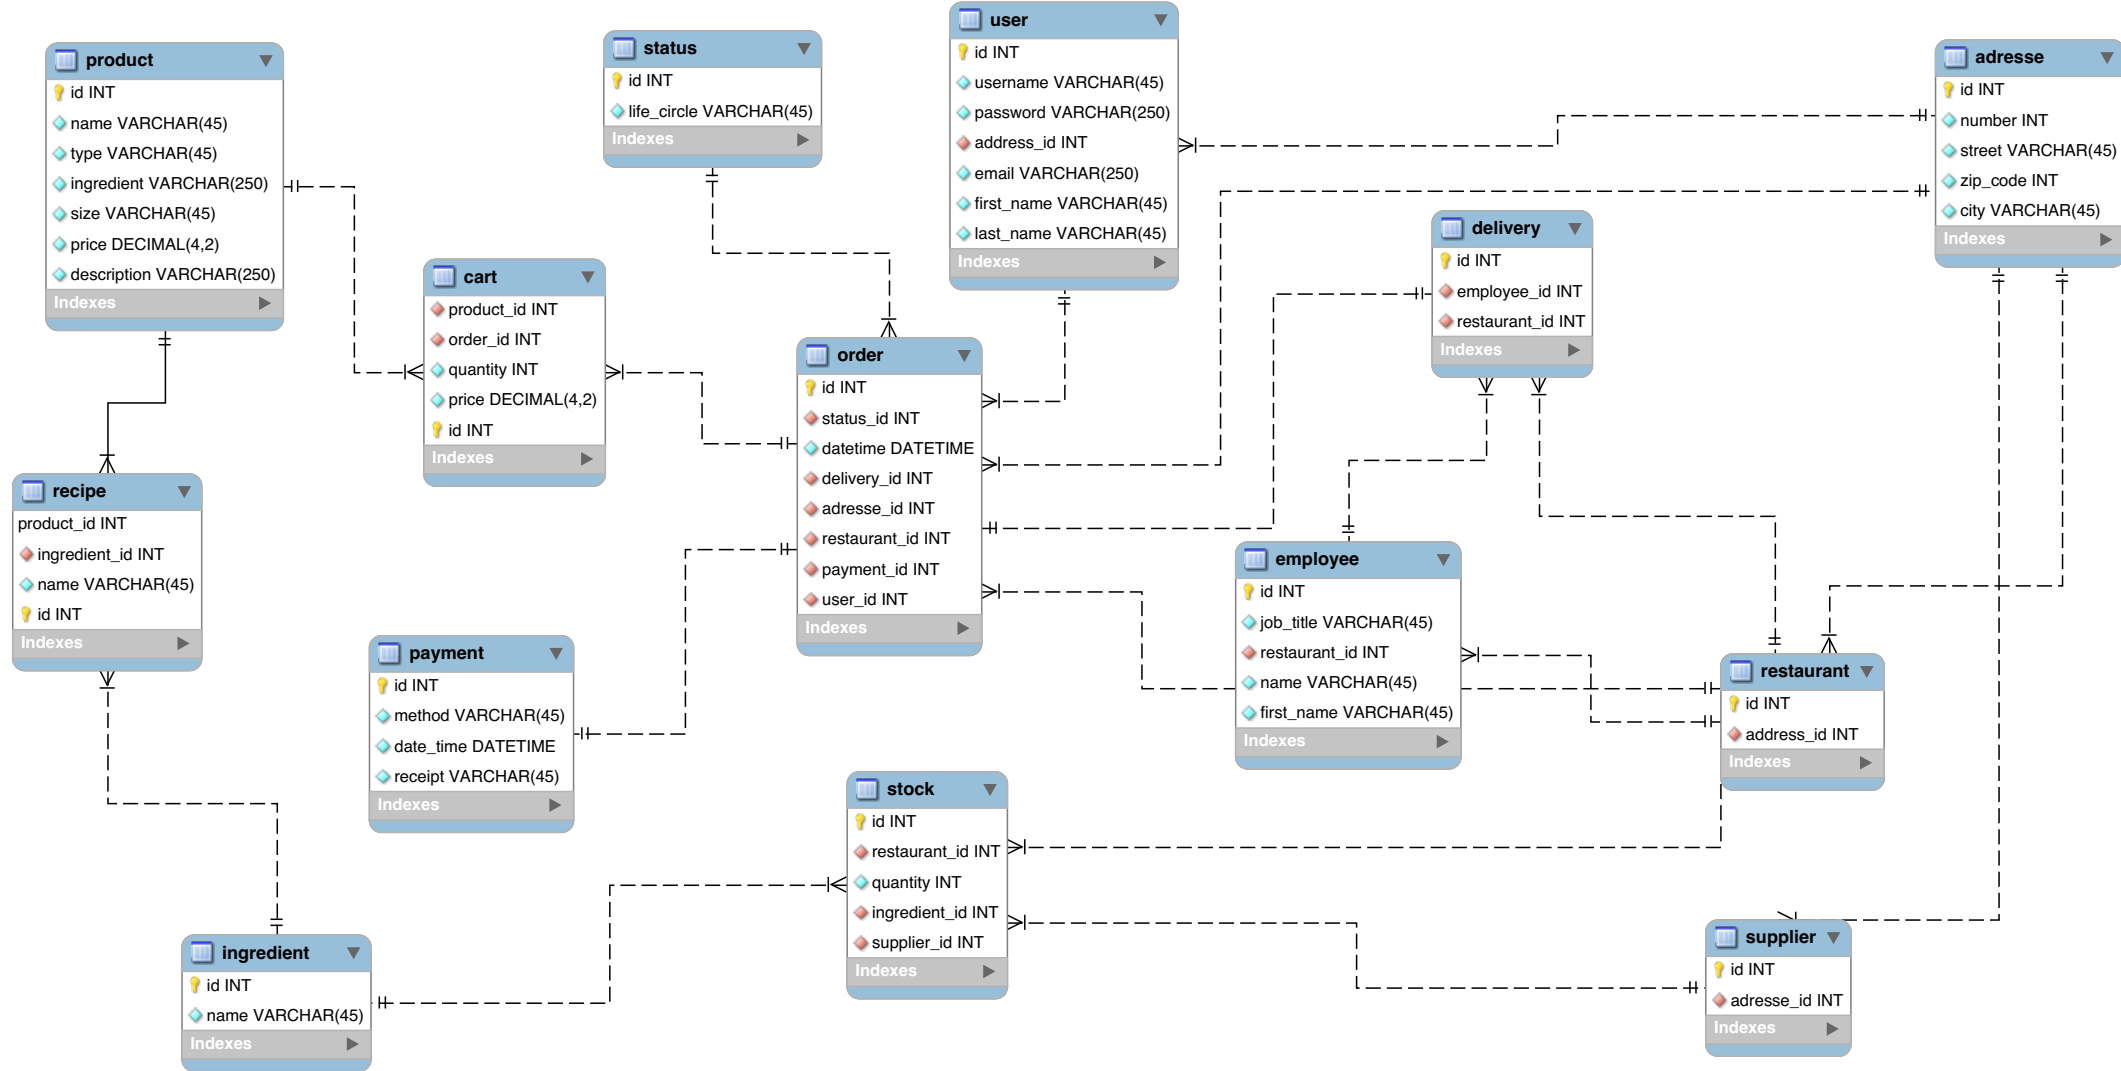 product
id INT
name VARCHAR(45)
type VARCHAR(45)
ingredient VARCHAR(250)
size VARCHAR(45)
price DECIMAL(4,2)
description VARCHAR(250)
Indexes
status
id INT
life_circle VARCHAR(45)
Indexes
user
id INT
username VARCHAR(45)
password VARCHAR(250)
address_id INT
email VARCHAR(250)
first_name VARCHAR(45)
last_name VARCHAR(45)
Indexes
adresse
id INT
number INT
street VARCHAR(45)
zip_code INT
city VARCHAR(45)
Indexes
delivery
id INT
employee_id INT
restaurant_id INT
Indexes
cart
product_id INT
order_id INT
quantity INT
price DECIMAL(4,2)
id INT
Indexes
order
id INT
status_id INT
datetime DATETIME
delivery_id INT
adresse_id INT
restaurant_id INT
payment_id INT
user_id INT
Indexes
recipe
product_id INT
ingredient_id INT
name VARCHAR(45)
id INT
Indexes
employee
id INT
job_title VARCHAR(45)
restaurant_id INT
name VARCHAR(45)
first_name VARCHAR(45)
Indexes
payment
id INT
method VARCHAR(45)
date_time DATETIME
receipt VARCHAR(45)
Indexes
restaurant
id INT
address_id INT
Indexes
stock
id INT
restaurant_id INT
quantity INT
ingredient_id INT
supplier_id INT
Indexes
ingredient
id INT
name VARCHAR(45)
Indexes
supplier
id INT
adresse_id INT
Indexes